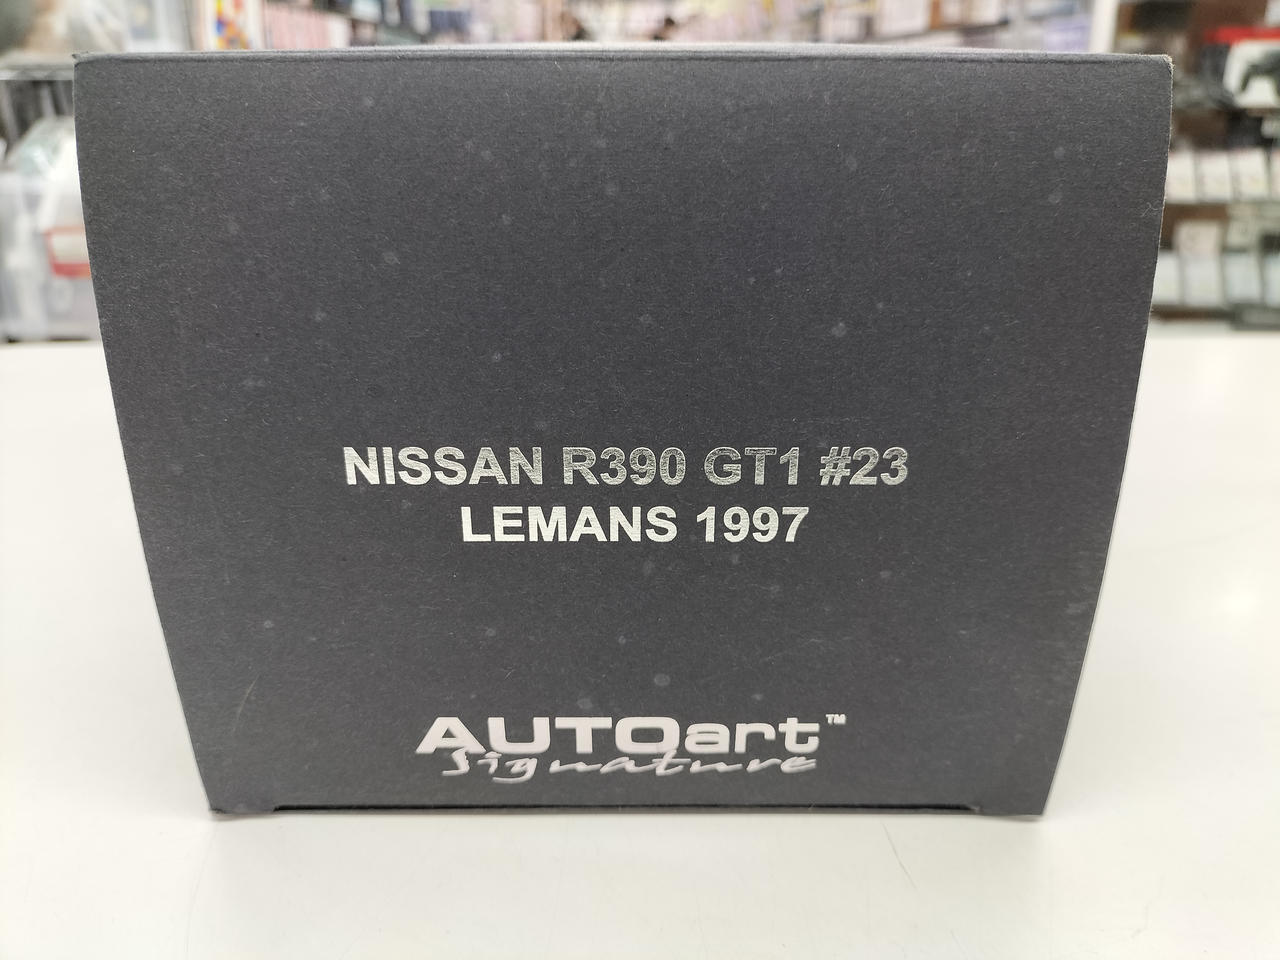 NISSAN R390 GT1 #23
LEMANS 1997
AUTOart™
Signature